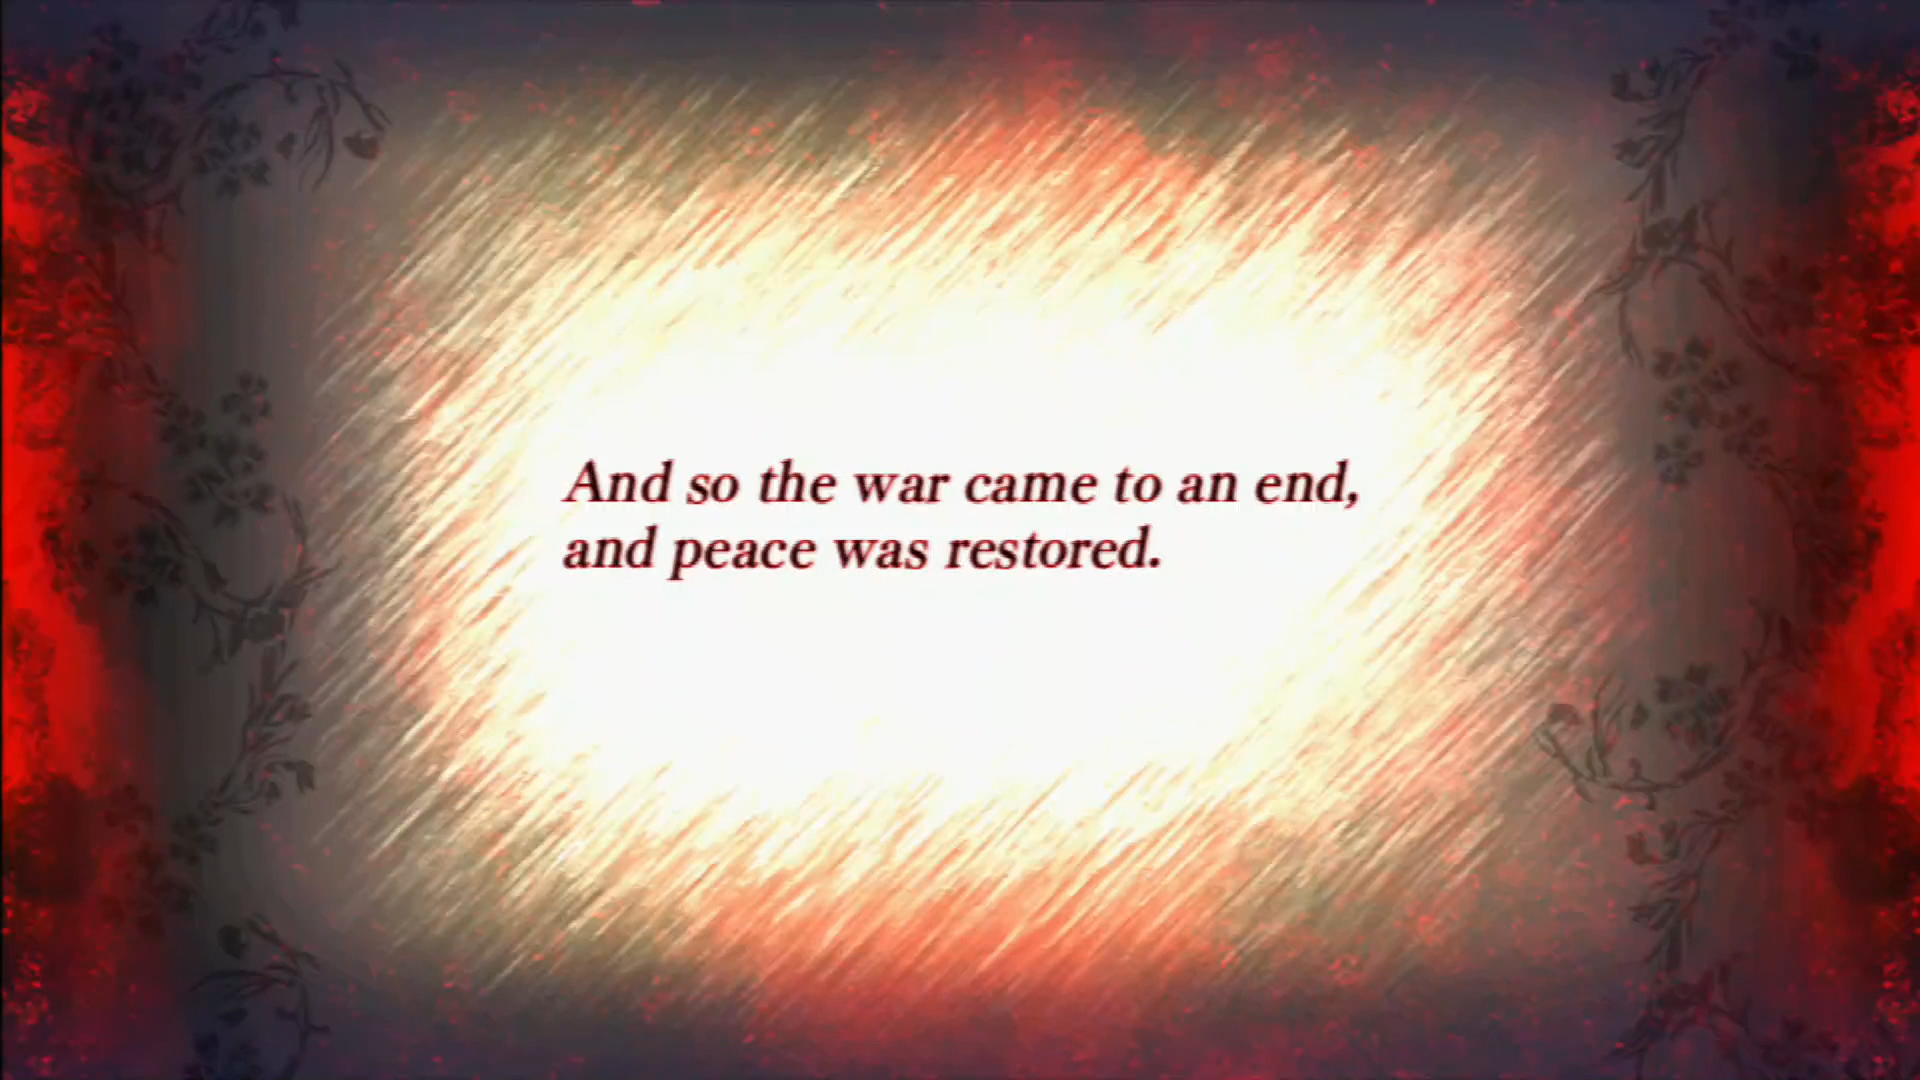 And so the war came to an end,
and peace was restored.